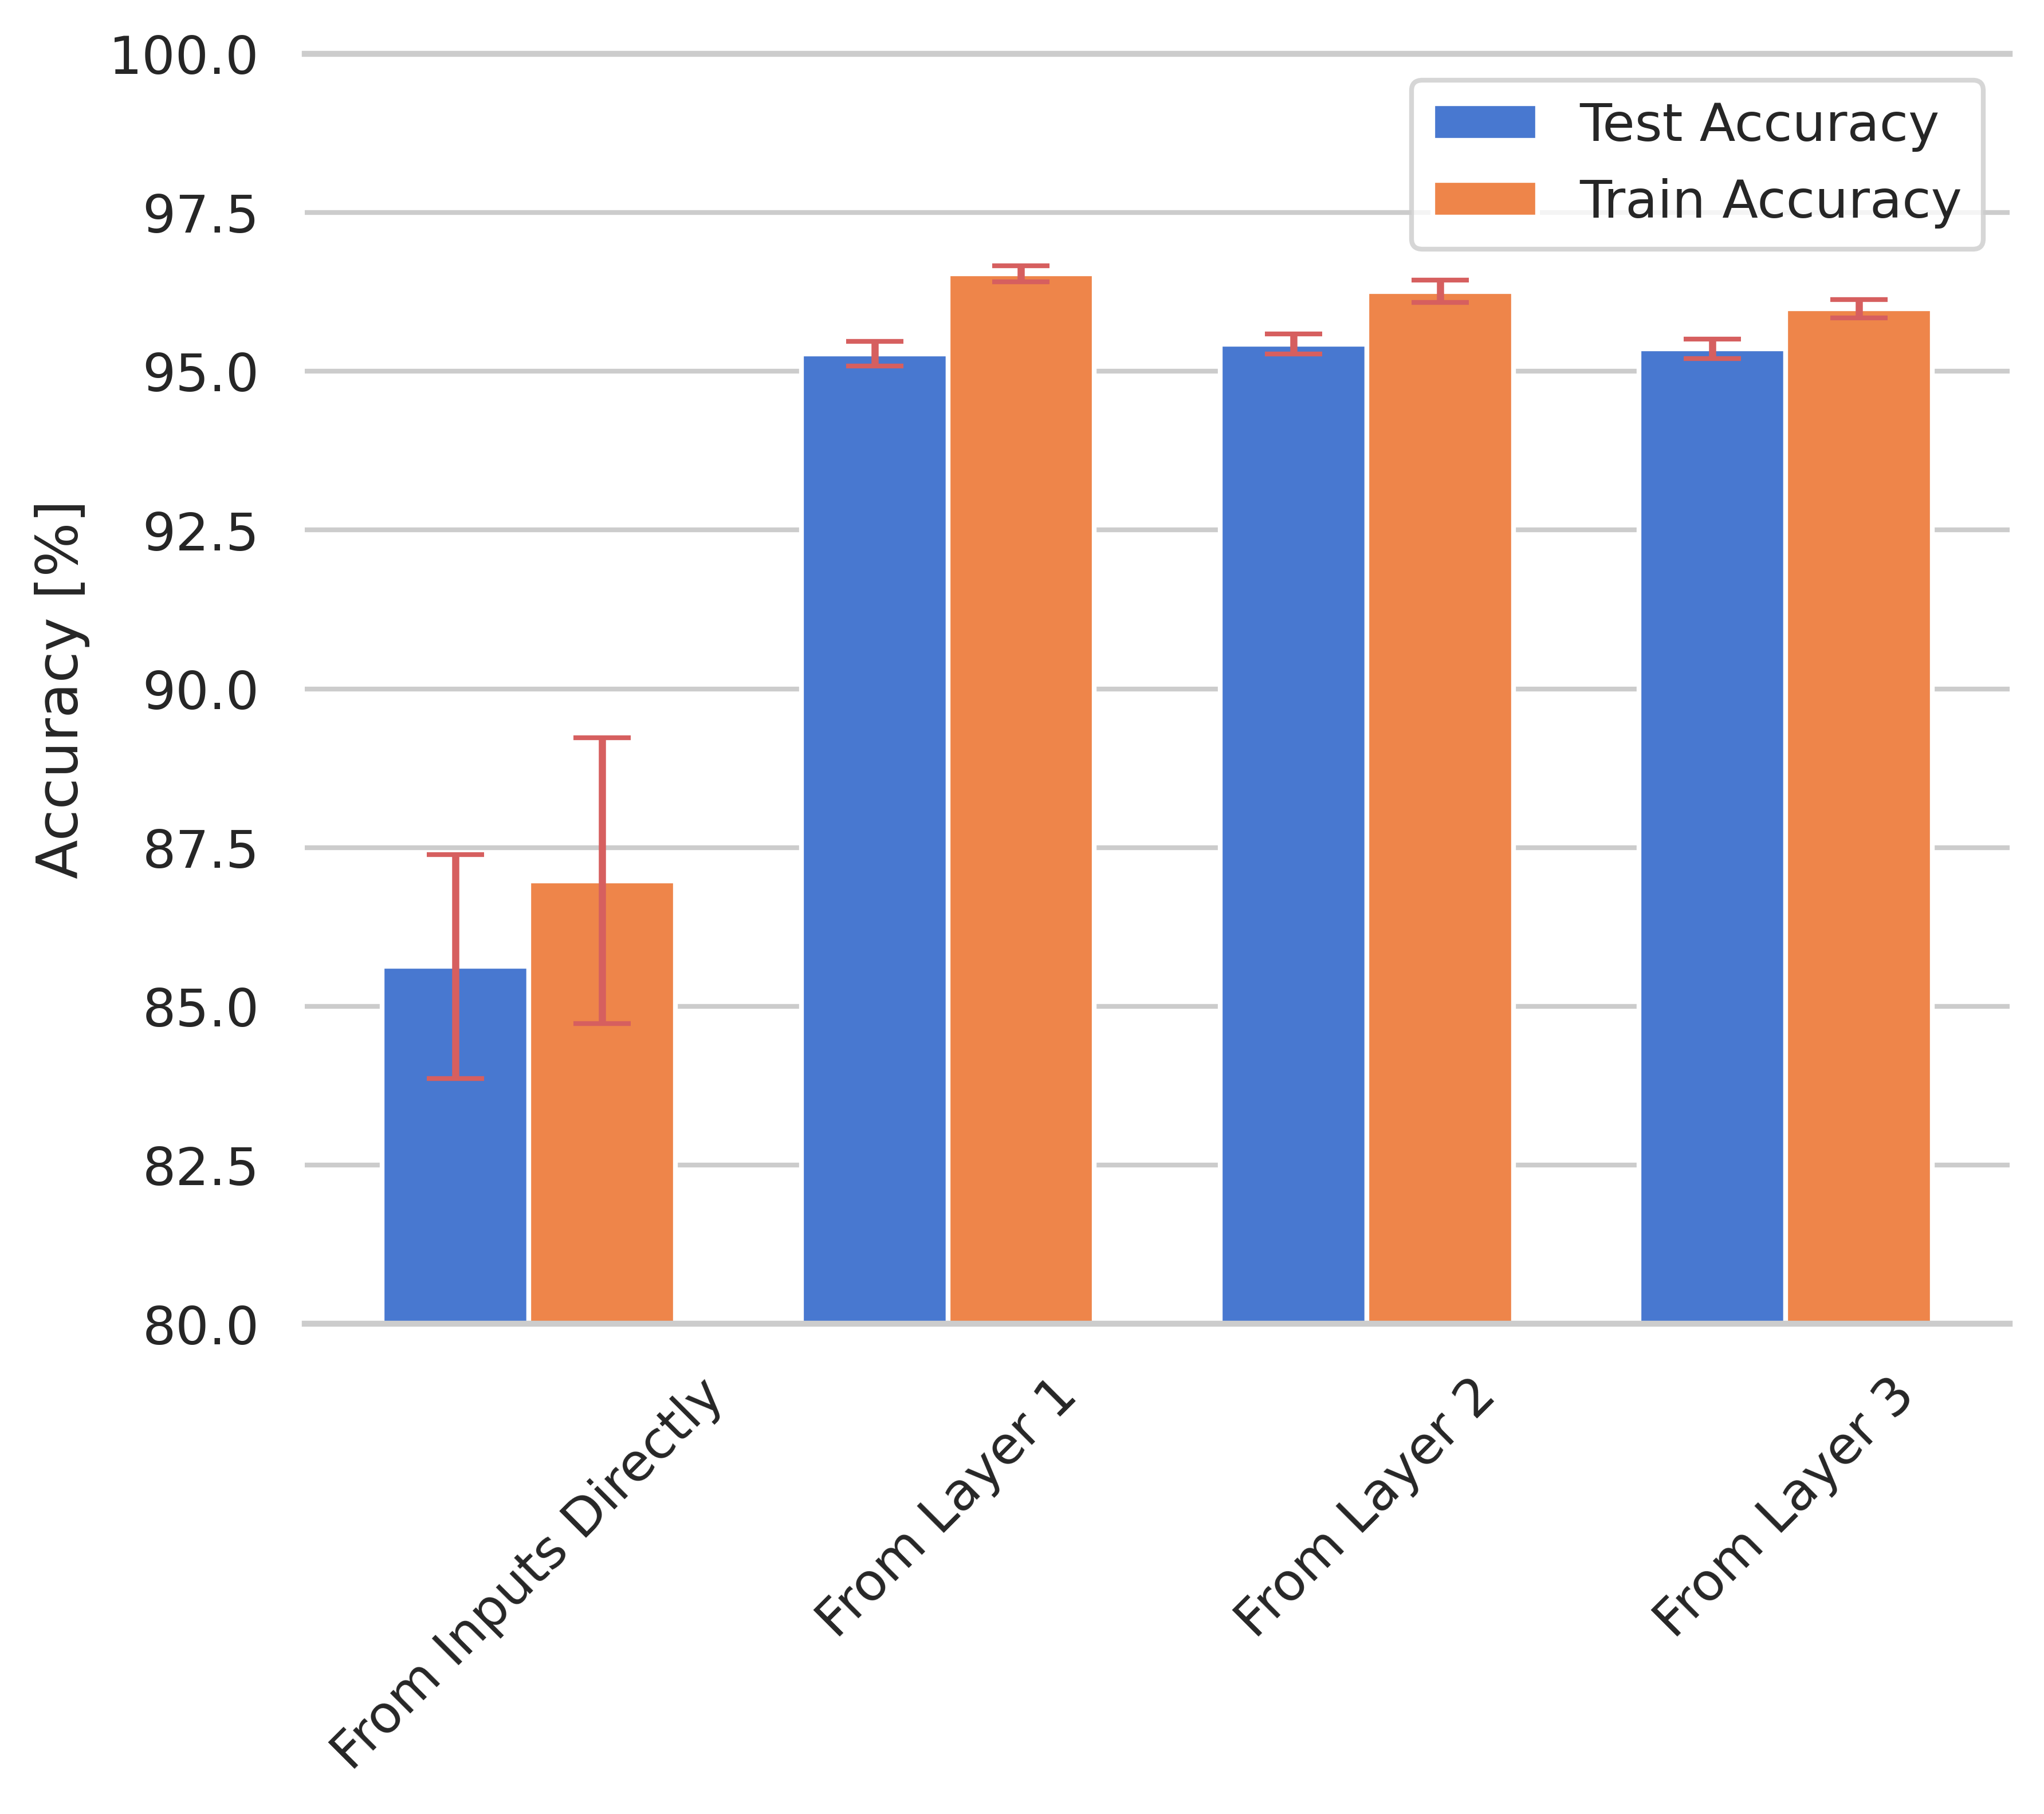 100.0
97.5
95.0
92.5
90.0
87.5
85.0
82.5
80.0
Accuracy [%]
Test Accuracy
Train Accuracy
From Inputs Directly
From Layer 1
From Layer 2
From Layer 3